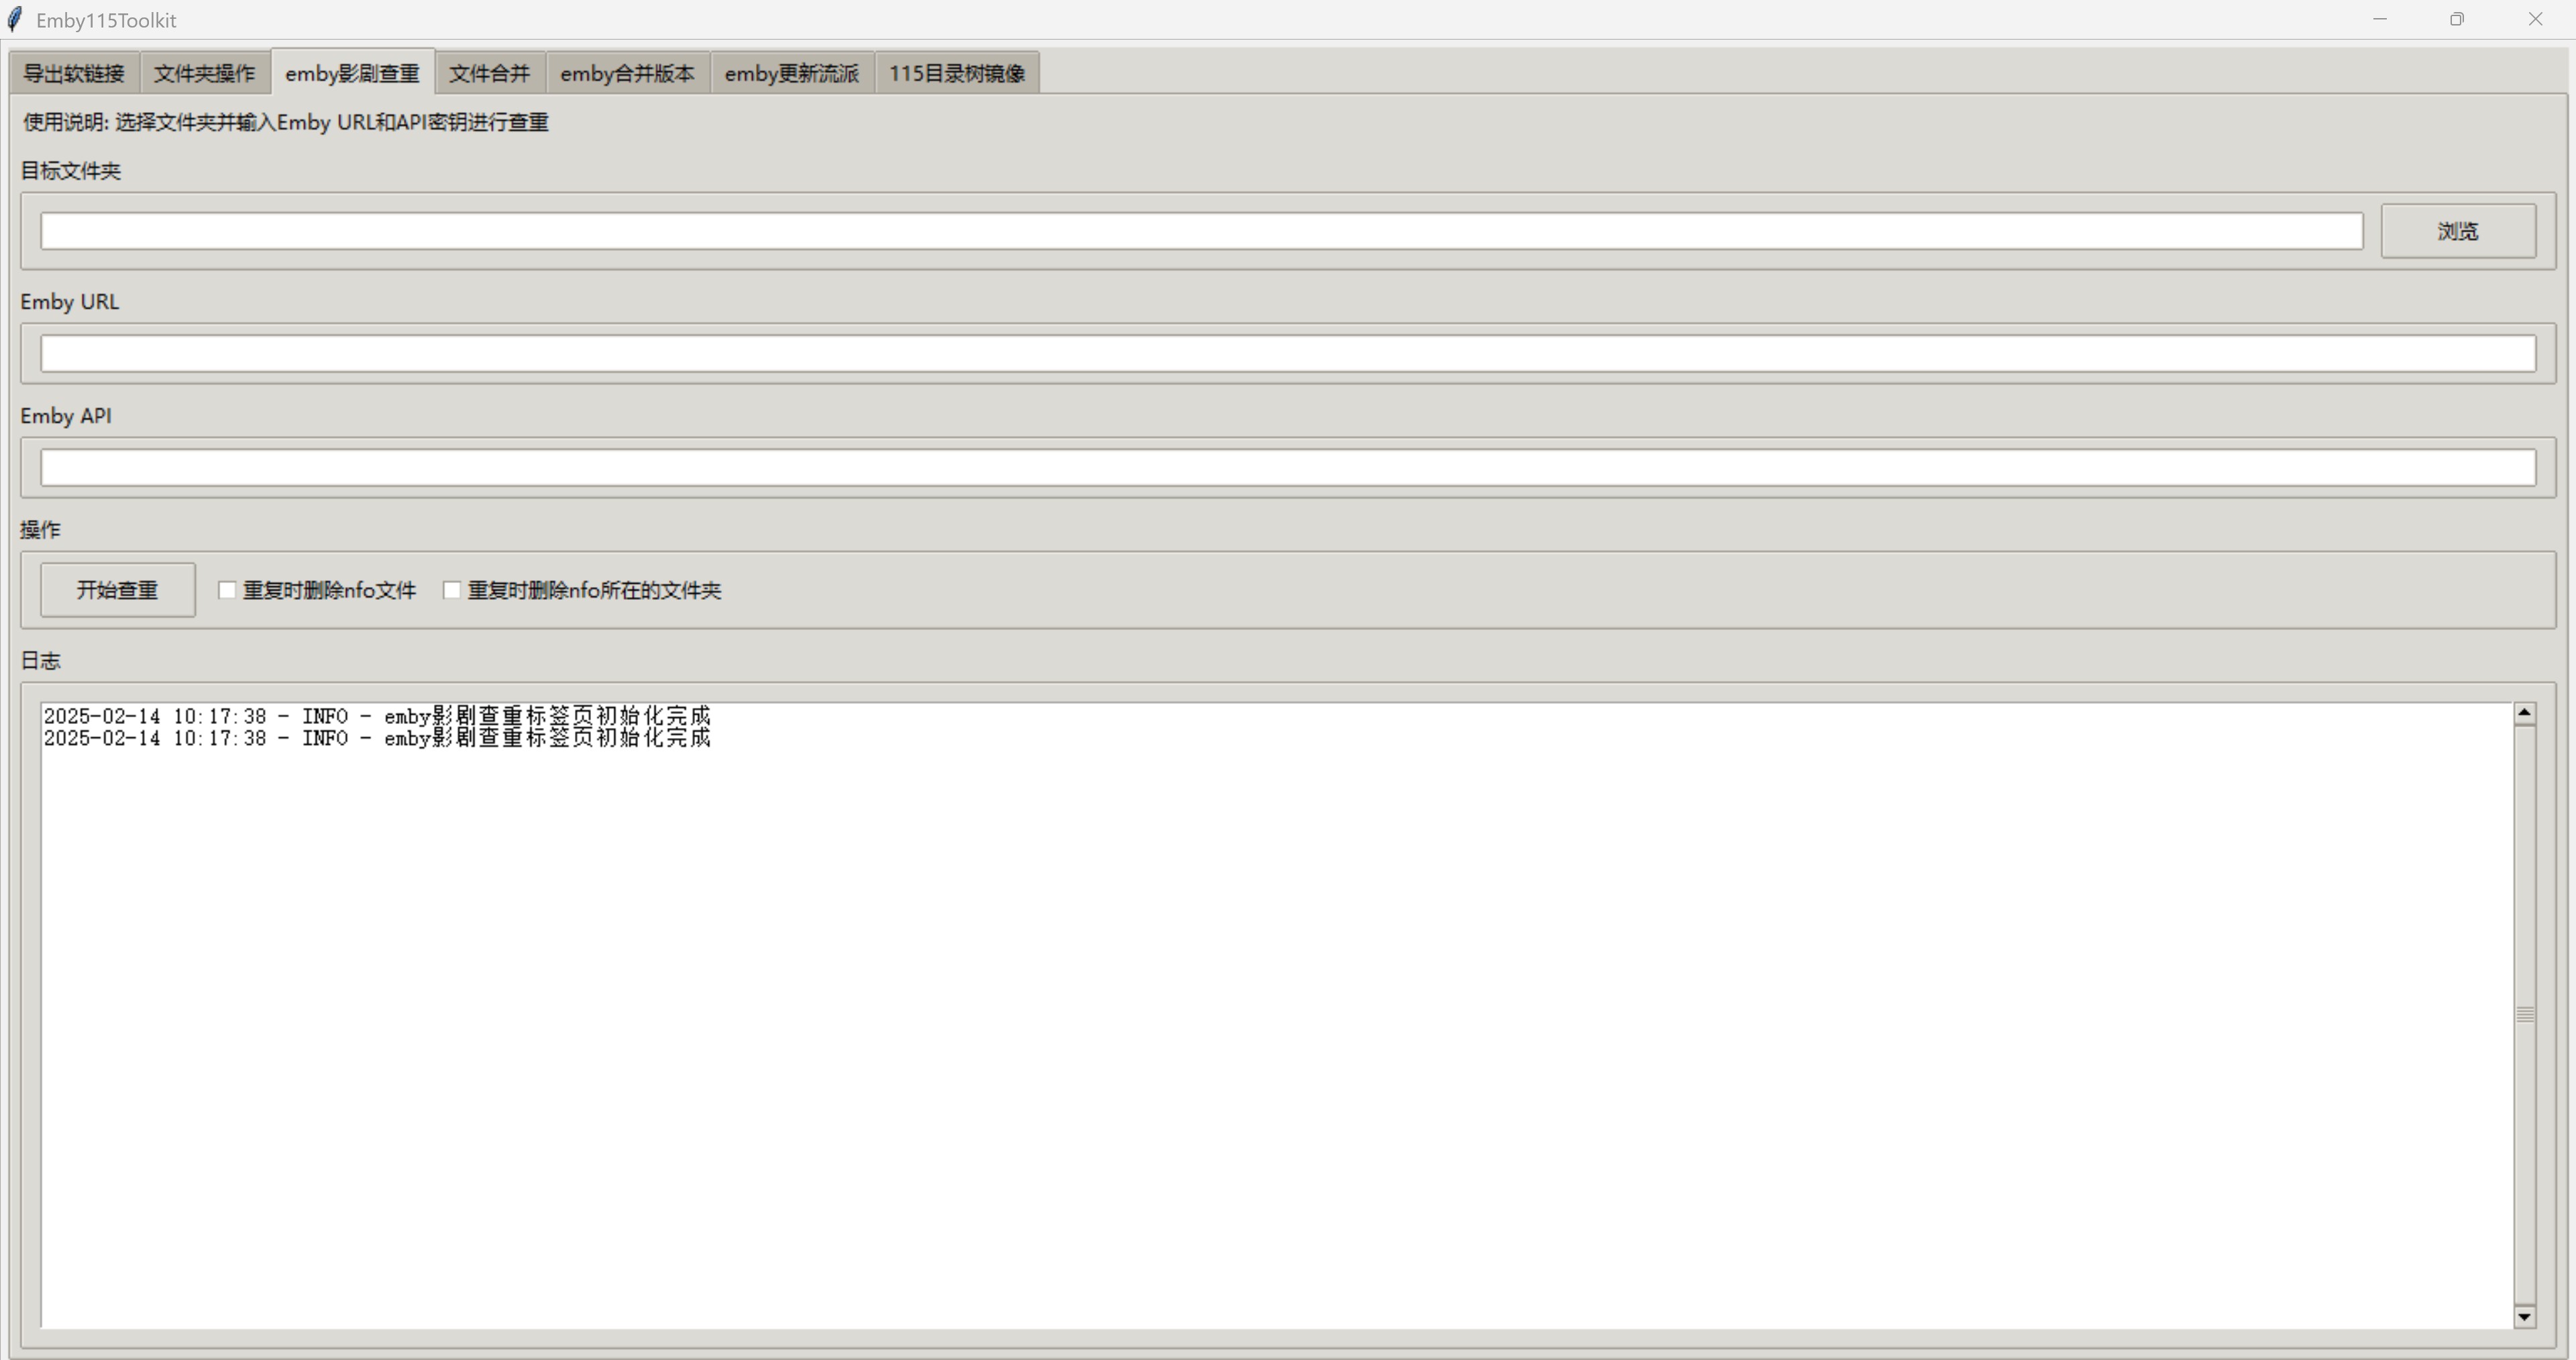 Emby115Toolkit
导出软链接 文件夹操作 emby影剧查重 文件合并 emby合并版本 emby更新流派 115目录树镜像
使用说明: 选择文件夹并输入Emby URL和API密钥进行查重
目标文件夹
浏览
Emby URL
Emby API
操作
开始查重 重复时删除nfo文件 重复时删除nfo所在的文件夹
日志
2025-02-14 10:17:38 - INFO - emby影剧查重标签页初始化完成
2025-02-14 10:17:38 - INFO - emby影剧查重标签页初始化完成